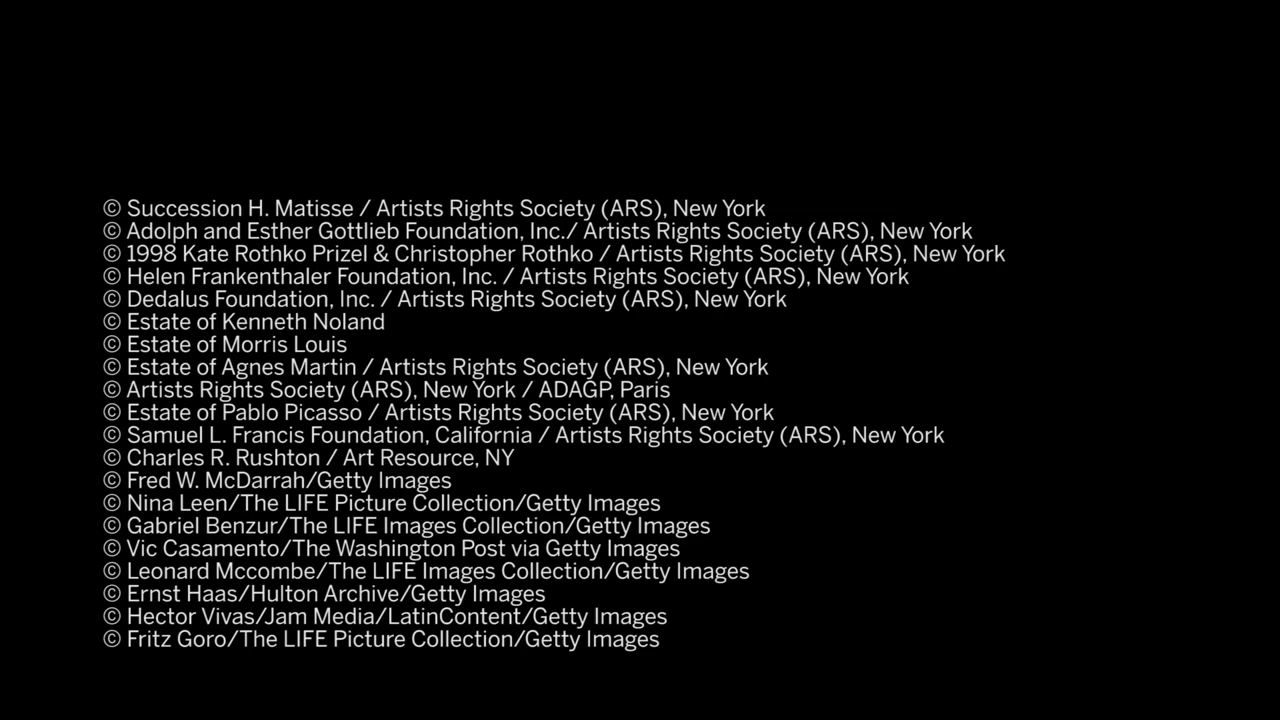 © Succession H. Matisse / Artists Rights Society (ARS), New York
© Adolph and Esther Gottlieb Foundation, Inc./ Artists Rights Society (ARS), New York
© 1998 Kate Rothko Prizel & Christopher Rothko / Artists Rights Society (ARS), New York
© Helen Frankenthaler Foundation, Inc. / Artists Rights Society (ARS), New York
© Dedalus Foundation, Inc. / Artists Rights Society (ARS), New York
© Estate of Kenneth Noland
© Estate of Morris Louis
© Estate of Agnes Martin / Artists Rights Society (ARS), New York
© Artists Rights Society (ARS), New York / ADAGP, Paris
© Estate of Pablo Picasso / Artists Rights Society (ARS), New York
© Samuel L. Francis Foundation, California / Artists Rights Society (ARS), New York
© Charles R. Rushton / Art Resource, NY
© Fred W. McDarrah/Getty Images
© Nina Leen/The LIFE Picture Collection/Getty Images
© Gabriel Benzur/The LIFE Images Collection/Getty Images
© Vic Casamento/The Washington Post via Getty Images
© Leonard Mccombe/The LIFE Images Collection/Getty Images
© Ernst Haas/Hulton Archive/Getty Images
© Hector Vivas/Jam Media/LatinContent/Getty Images
© Fritz Goro/The LIFE Picture Collection/Getty Images